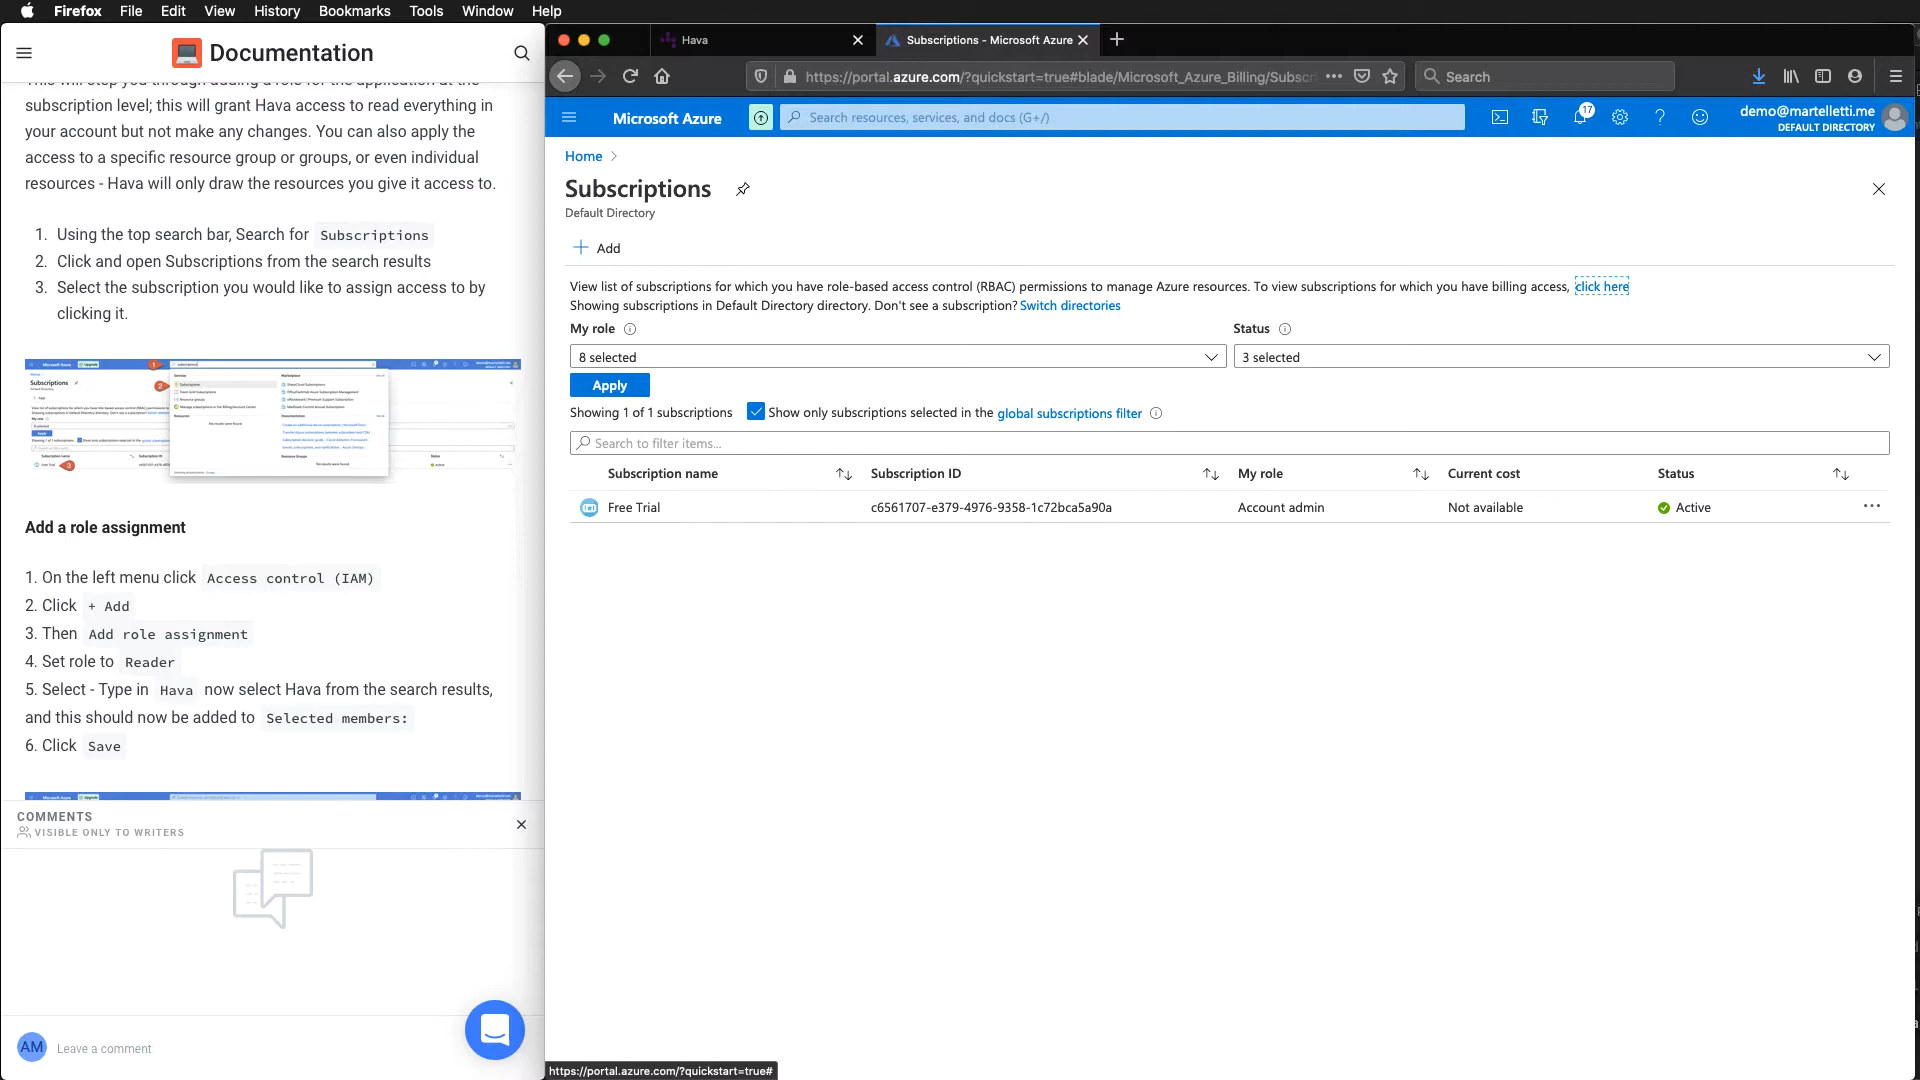 Firefox File Edit View History Bookmarks Tools Window Help
Documentation
This will step you through adding a role for the application at the
subscription level; this will grant Hava access to read everything in
your account but not make any changes. You can also apply the
access to a specific resource group or groups, or even individual
resources - Hava will only draw the resources you give it access to.
1. Using the top search bar, Search for Subscriptions
2. Click and open Subscriptions from the search results
3. Select the subscription you would like to assign access to by
clicking it.
Add a role assignment
1. On the left menu click Access control (IAM)
2. Click + Add
3. Then Add role assignment
4. Set role to Reader
5. Select - Type in Hava now select Hava from the search results,
and this should now be added to Selected members:
6. Click Save
COMMENTS
VISIBLE ONLY TO WRITERS
AM Leave a comment
Hava
Subscriptions - Microsoft Azure
https://portal.azure.com/?quickstart=true#blade/Microsoft_Azure_Billing/Subscri
Search
Microsoft Azure
Search resources, services, and docs (G+/)
17
demo@martelletti.me
DEFAULT DIRECTORY
Home
Subscriptions
Default Directory
Add
View list of subscriptions for which you have role-based access control (RBAC) permissions to manage Azure resources. To view subscriptions for which you have billing access, click here
Showing subscriptions in Default Directory directory. Don't see a subscription? Switch directories
My role Status
8 selected 3 selected
Apply
Showing 1 of 1 subscriptions Show only subscriptions selected in the global subscriptions filter
Search to filter items...
Subscription name Subscription ID My role Current cost Status
Free Trial c6561707-e379-4976-9358-1c72bca5a90a Account admin Not available Active
https://portal.azure.com/?quickstart=true#